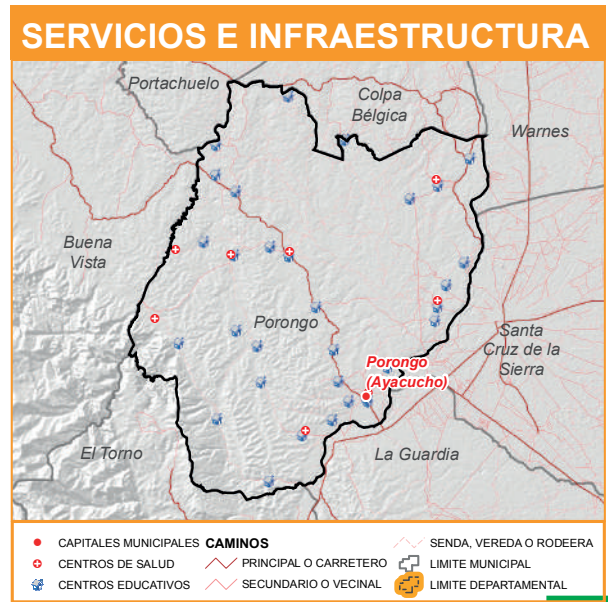 SERVICIOS E INFRAESTRUCTURA
Portachuelo
Colpa
Bélgica
Warnes
Buena
Vista
Porongo
Santa
Cruz de la
Sierra
Porongo
(Ayacucho)
El Torno
La Guardia
CAPITALES MUNICIPALES
CENTROS DE SALUD
CENTROS EDUCATIVOS
CAMINOS
PRINCIPAL O CARRETERO
SECUNDARIO O VECINAL
SENDA, VEREDA O RODEERA
LIMITE MUNICIPAL
LIMITE DEPARTAMENTAL